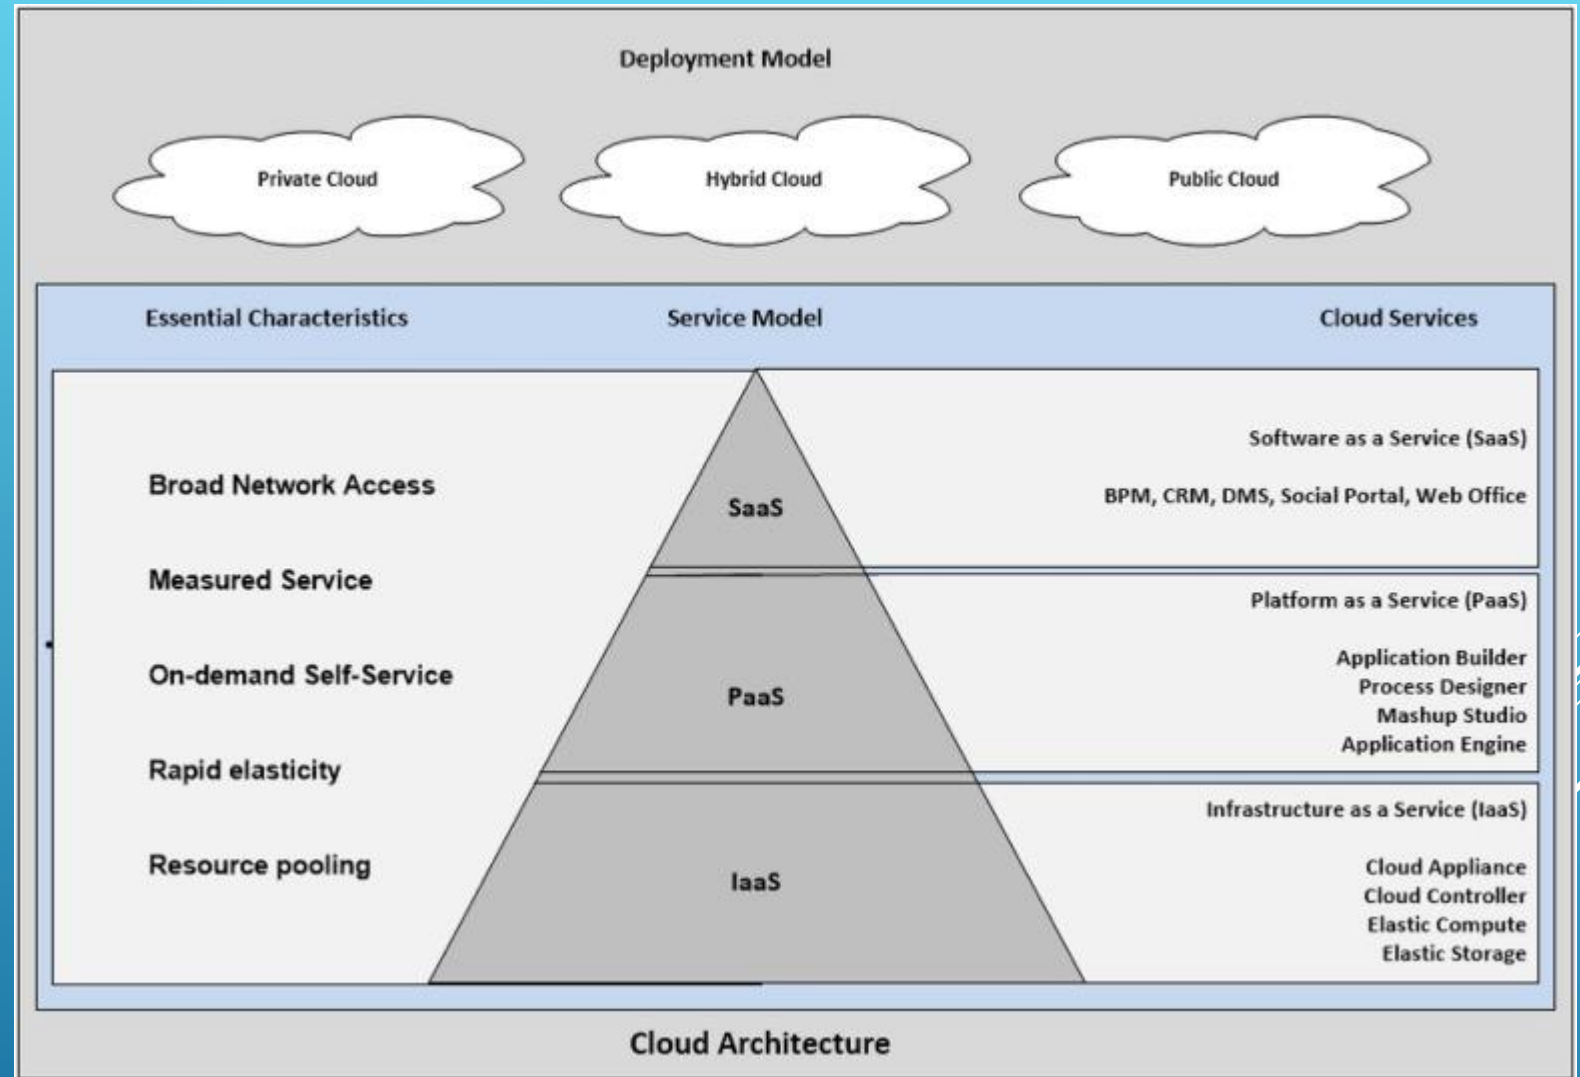 Deployment Model
Private Cloud
Hybrid Cloud
Public Cloud
Essential Characteristics
Service Model
Cloud Services
Broad Network Access
Measured Service
On-demand Self-Service
Rapid elasticity
Resource pooling
SaaS
PaaS
IaaS
Software as a Service (SaaS)
BPM, CRM, DMS, Social Portal, Web Office
Platform as a Service (PaaS)
Application Builder
Process Designer
Mashup Studio
Application Engine
Infrastructure as a Service (IaaS)
Cloud Appliance
Cloud Controller
Elastic Compute
Elastic Storage
Cloud Architecture